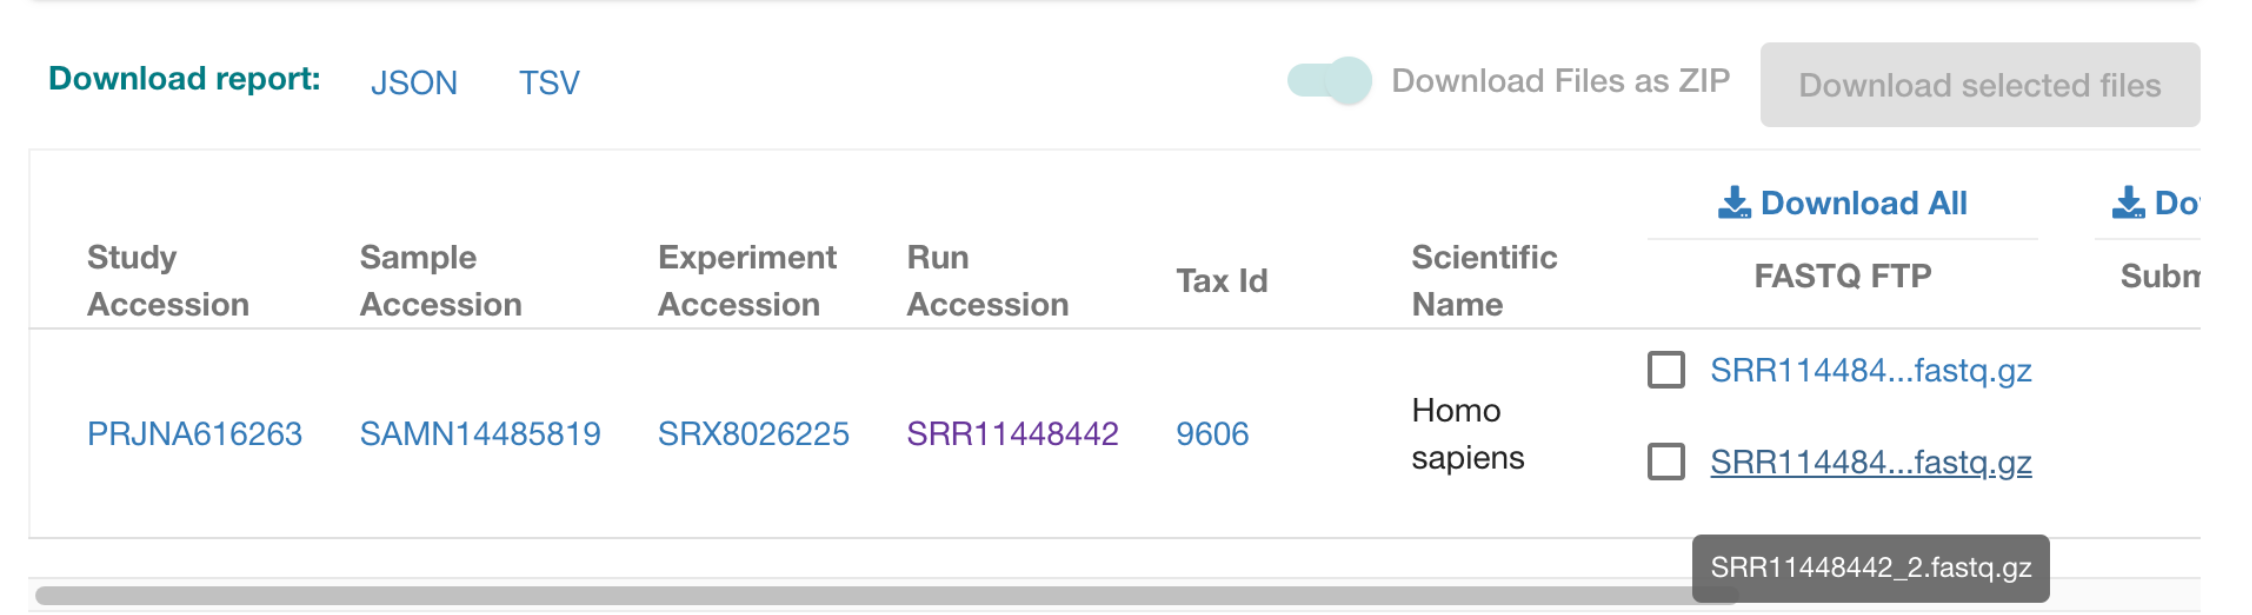 Download report: JSON TSV Download Files as ZIP Download selected files
Download All Do
Study Accession Sample Accession Experiment Accession Run Accession Tax Id Scientific Name FASTQ FTP Subm
PRJNA616263 SAMN14485819 SRX8026225 SRR11448442 9606 Homo sapiens SRR114484...fastq.gz
SRR114484...fastq.gz
SRR11448442_2.fastq.gz